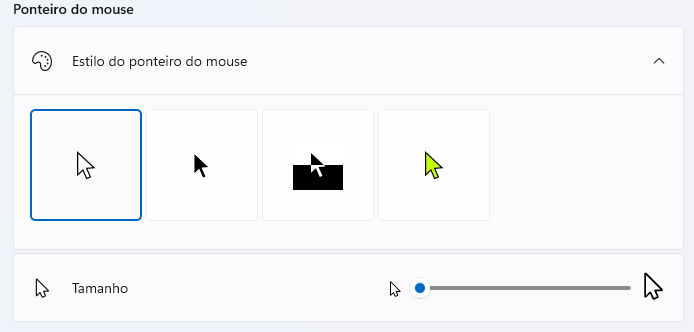 Ponteiro do mouse
Estilo do ponteiro do mouse
Tamanho